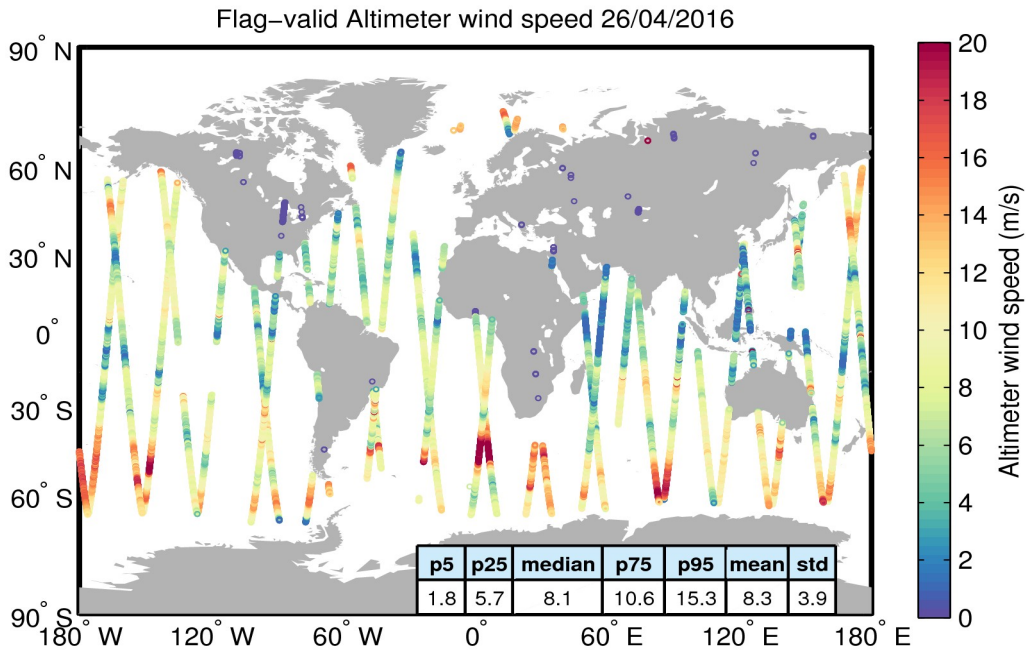 Flag−valid Altimeter wind speed 26/04/2016
90° N
60° N
30° N
0°
30° S
60° S
90° S
180° W
120° W
60° W
0°
60° E
120° E
180° E
p5 p25 median p75 p95 mean std
1.8 5.7 8.1 10.6 15.3 8.3 3.9
20
18
16
14
12
10
8
6
4
2
0
Altimeter wind speed (m/s)